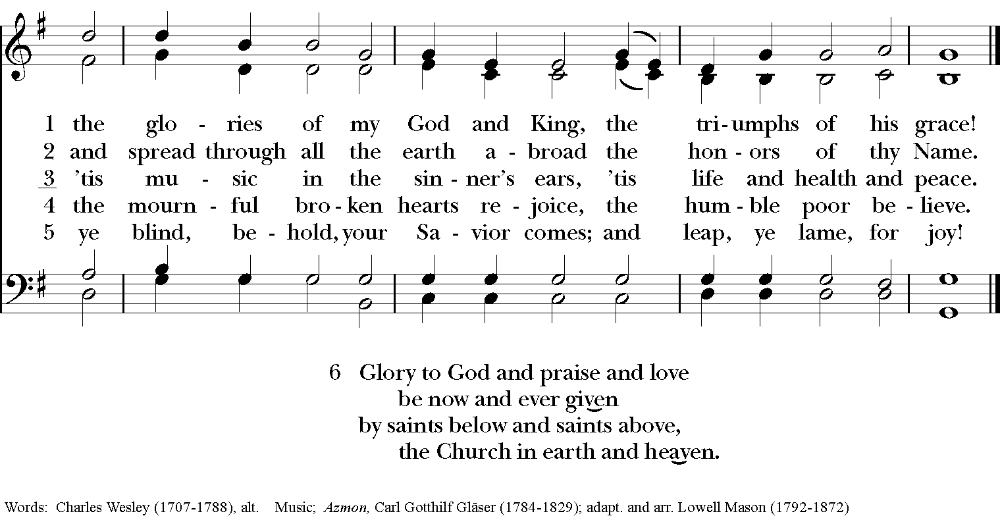 1 the glo - ries of my God and King, the tri - umphs of his grace!
2 and spread through all the earth a - broad the hon - ors of thy Name.
3 ’tis mu - sic in the sin - ner’s ears, ’tis life and health and peace.
4 the mourn - ful bro - ken hearts re - joice, the hum - ble poor be - lieve.
5 ye blind, be - hold, your Sa - vior comes; and leap, ye lame, for joy!
6 Glory to God and praise and love
be now and ever given
by saints below and saints above,
the Church in earth and heaven.
Words: Charles Wesley (1707-1788), alt. Music; Azmon, Carl Gotthilf Gläser (1784-1829); adapt. and arr. Lowell Mason (1792-1872)